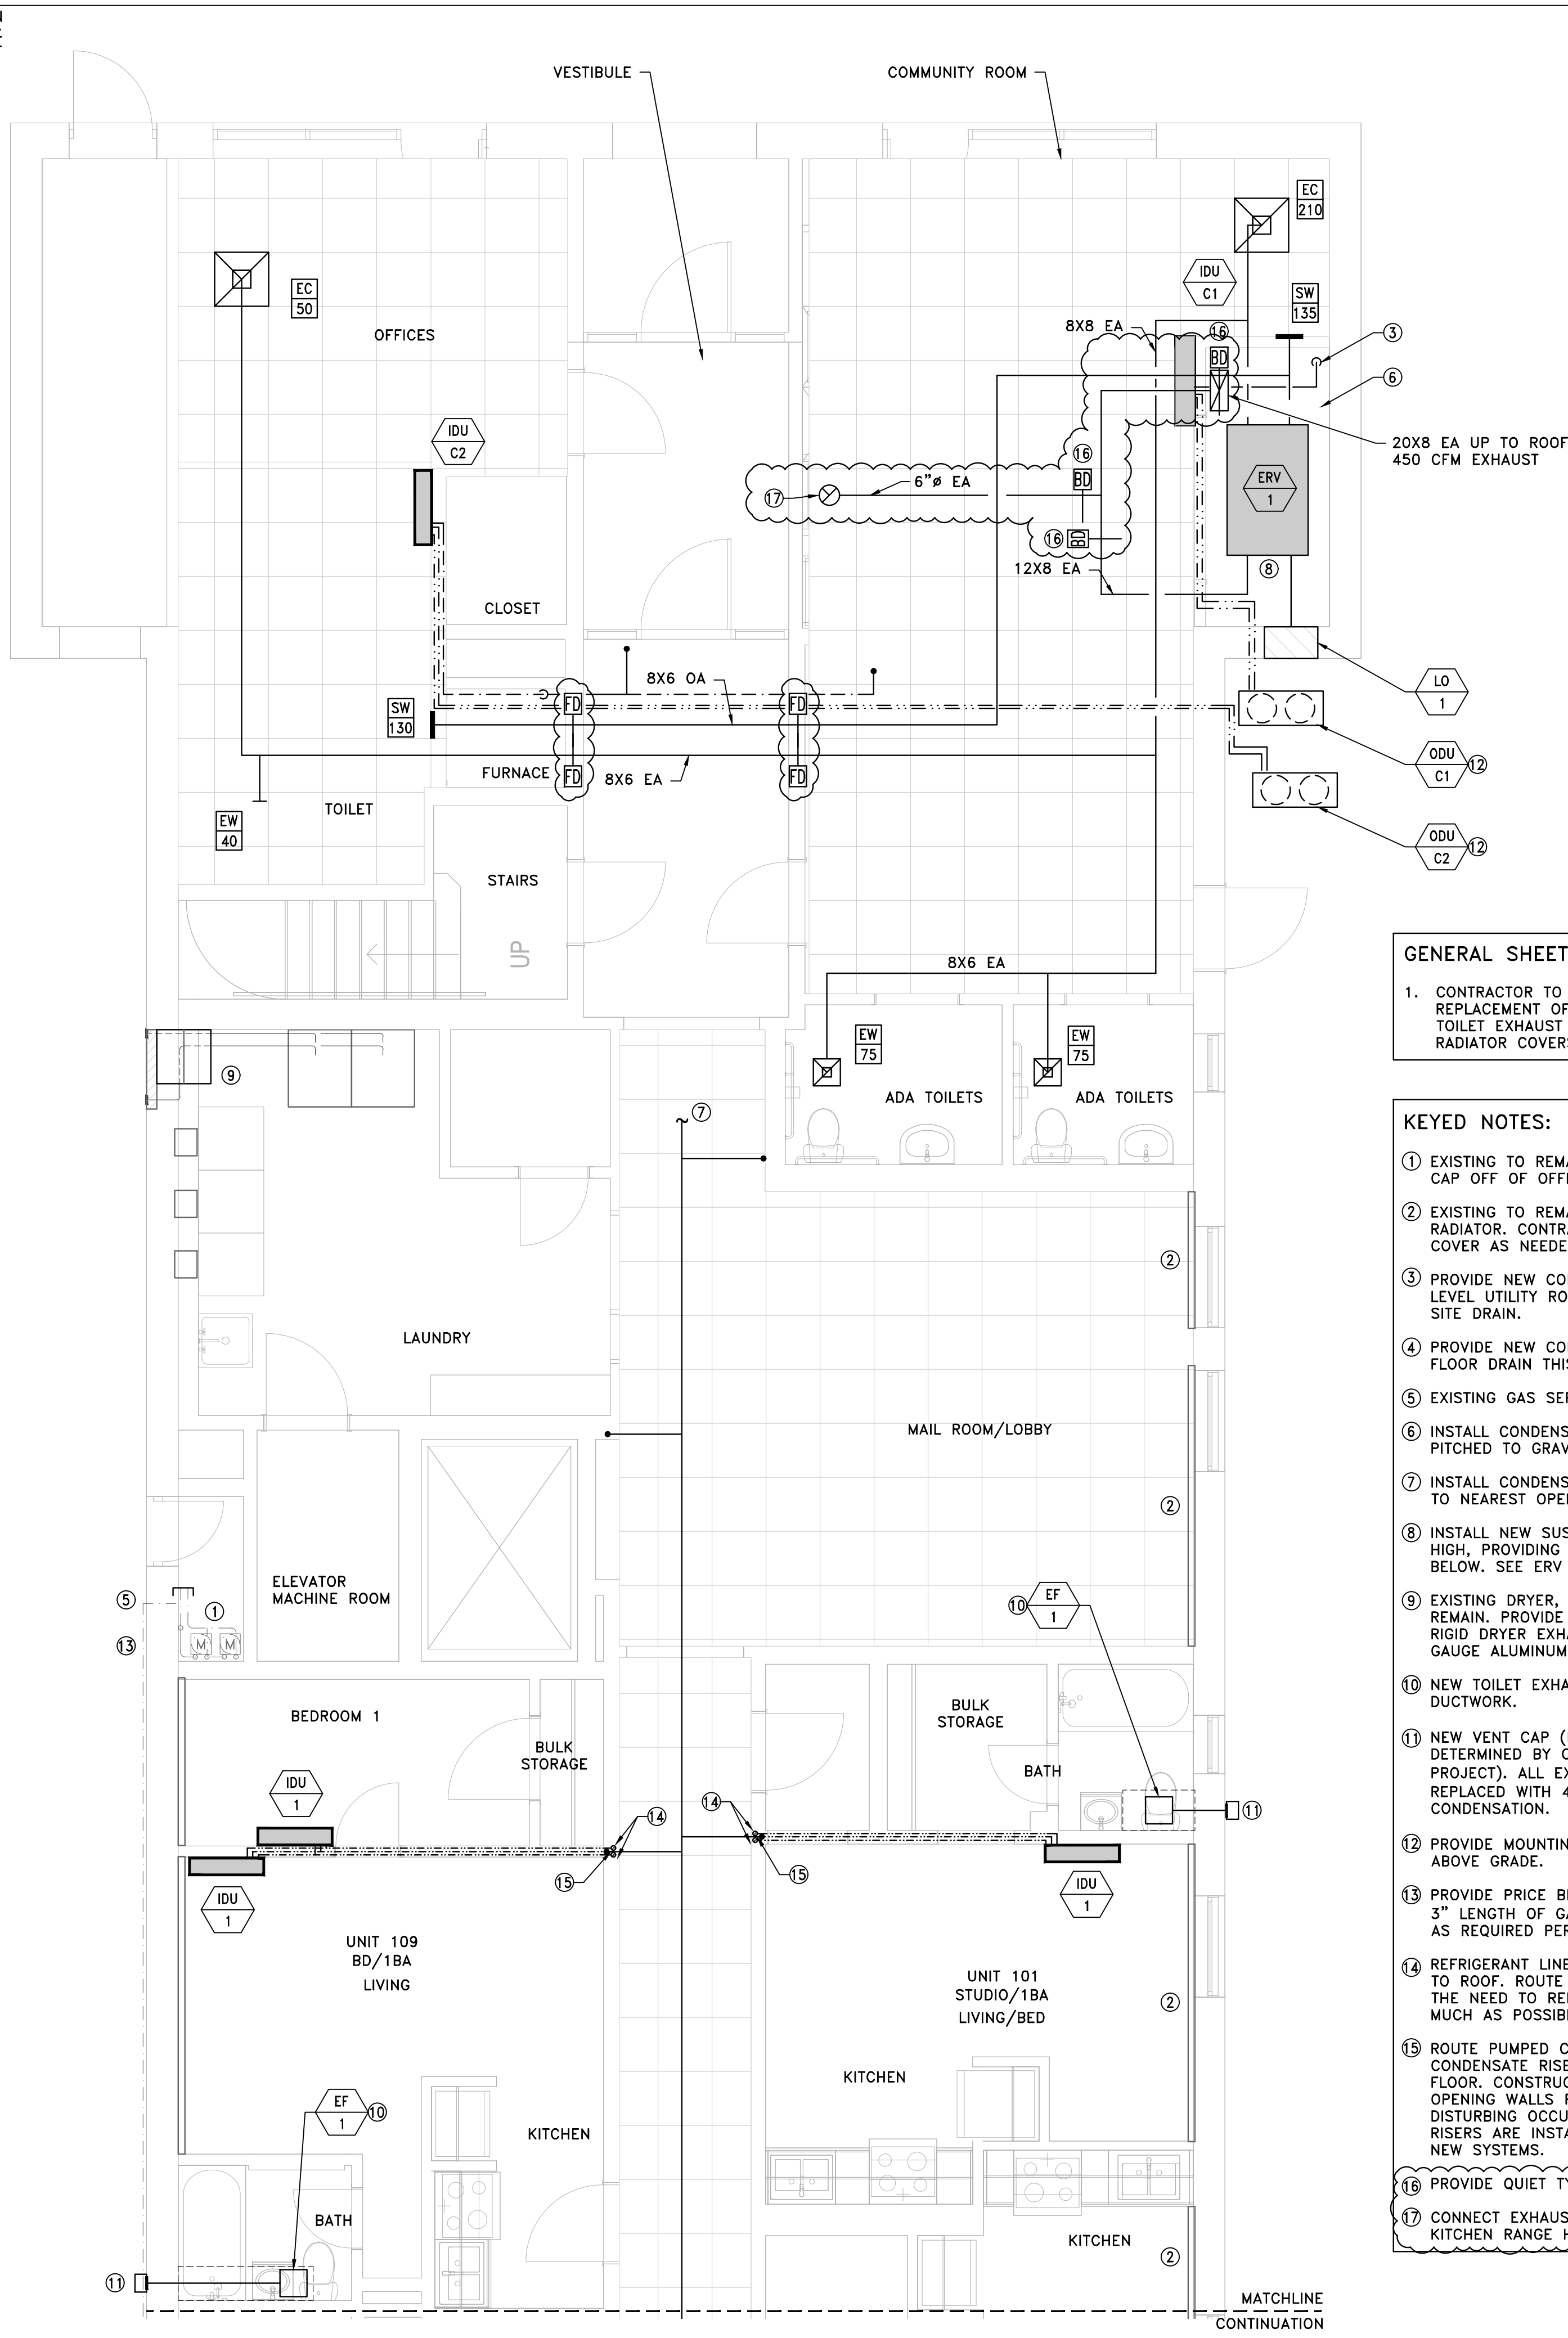 VESTIBULE
COMMUNITY ROOM
EC
210
IDU
C1
EC
50
SW
135
OFFICES
8X8 EA
16
3
BD
6
IDU
C2
20X8 EA UP TO ROOF
450 CFM EXHAUST
16
ERV
1
6"ø EA
BD
17
16
BD
12X8 EA
8
CLOSET
8X6 OA
LO
1
FD
FD
SW
130
ODU
C1
12
FURNACE
FD
8X6 EA
FD
TOILET
EW
40
ODU
C2
12
STAIRS
UP
8X6 EA
GENERAL SHEET
1. CONTRACTOR TO
REPLACEMENT OF
TOILET EXHAUST
RADIATOR COVERS
EW
75
EW
75
9
ADA TOILETS
ADA TOILETS
7
KEYED NOTES:
1 EXISTING TO REMA
CAP OFF OF OFFI
2 EXISTING TO REMA
RADIATOR. CONTRA
COVER AS NEEDE
2
3 PROVIDE NEW CO
LEVEL UTILITY RO
SITE DRAIN.
LAUNDRY
4 PROVIDE NEW CO
FLOOR DRAIN THIS
5 EXISTING GAS SER
MAIL ROOM/LOBBY
6 INSTALL CONDENS
PITCHED TO GRAV
7 INSTALL CONDENS
TO NEAREST OPE
2
8 INSTALL NEW SUS
HIGH, PROVIDING
BELOW. SEE ERV
ELEVATOR
MACHINE ROOM
5
1
EF
1
10
9 EXISTING DRYER,
REMAIN. PROVIDE
RIGID DRYER EXHA
GAUGE ALUMINUM
13
M
M
10 NEW TOILET EXHA
DUCTWORK.
BEDROOM 1
BULK
STORAGE
BULK
STORAGE
11 NEW VENT CAP (
DETERMINED BY C
PROJECT). ALL EX
REPLACED WITH 4
CONDENSATION.
BATH
IDU
1
14
14
11
12 PROVIDE MOUNTIN
ABOVE GRADE.
15
15
IDU
1
IDU
1
13 PROVIDE PRICE B
3" LENGTH OF GA
AS REQUIRED PER
UNIT 109
BD/1BA
LIVING
14 REFRIGERANT LINE
TO ROOF. ROUTE
THE NEED TO RE
MUCH AS POSSIB
UNIT 101
STUDIO/1BA
LIVING/BED
2
15 ROUTE PUMPED C
CONDENSATE RISE
FLOOR. CONSTRUC
OPENING WALLS F
DISTURBING OCCU
RISERS ARE INSTA
NEW SYSTEMS.
KITCHEN
EF
1
10
KITCHEN
16 PROVIDE QUIET TY
17 CONNECT EXHAUS
KITCHEN RANGE H
BATH
KITCHEN
2
11
MATCHLINE
CONTINUATION